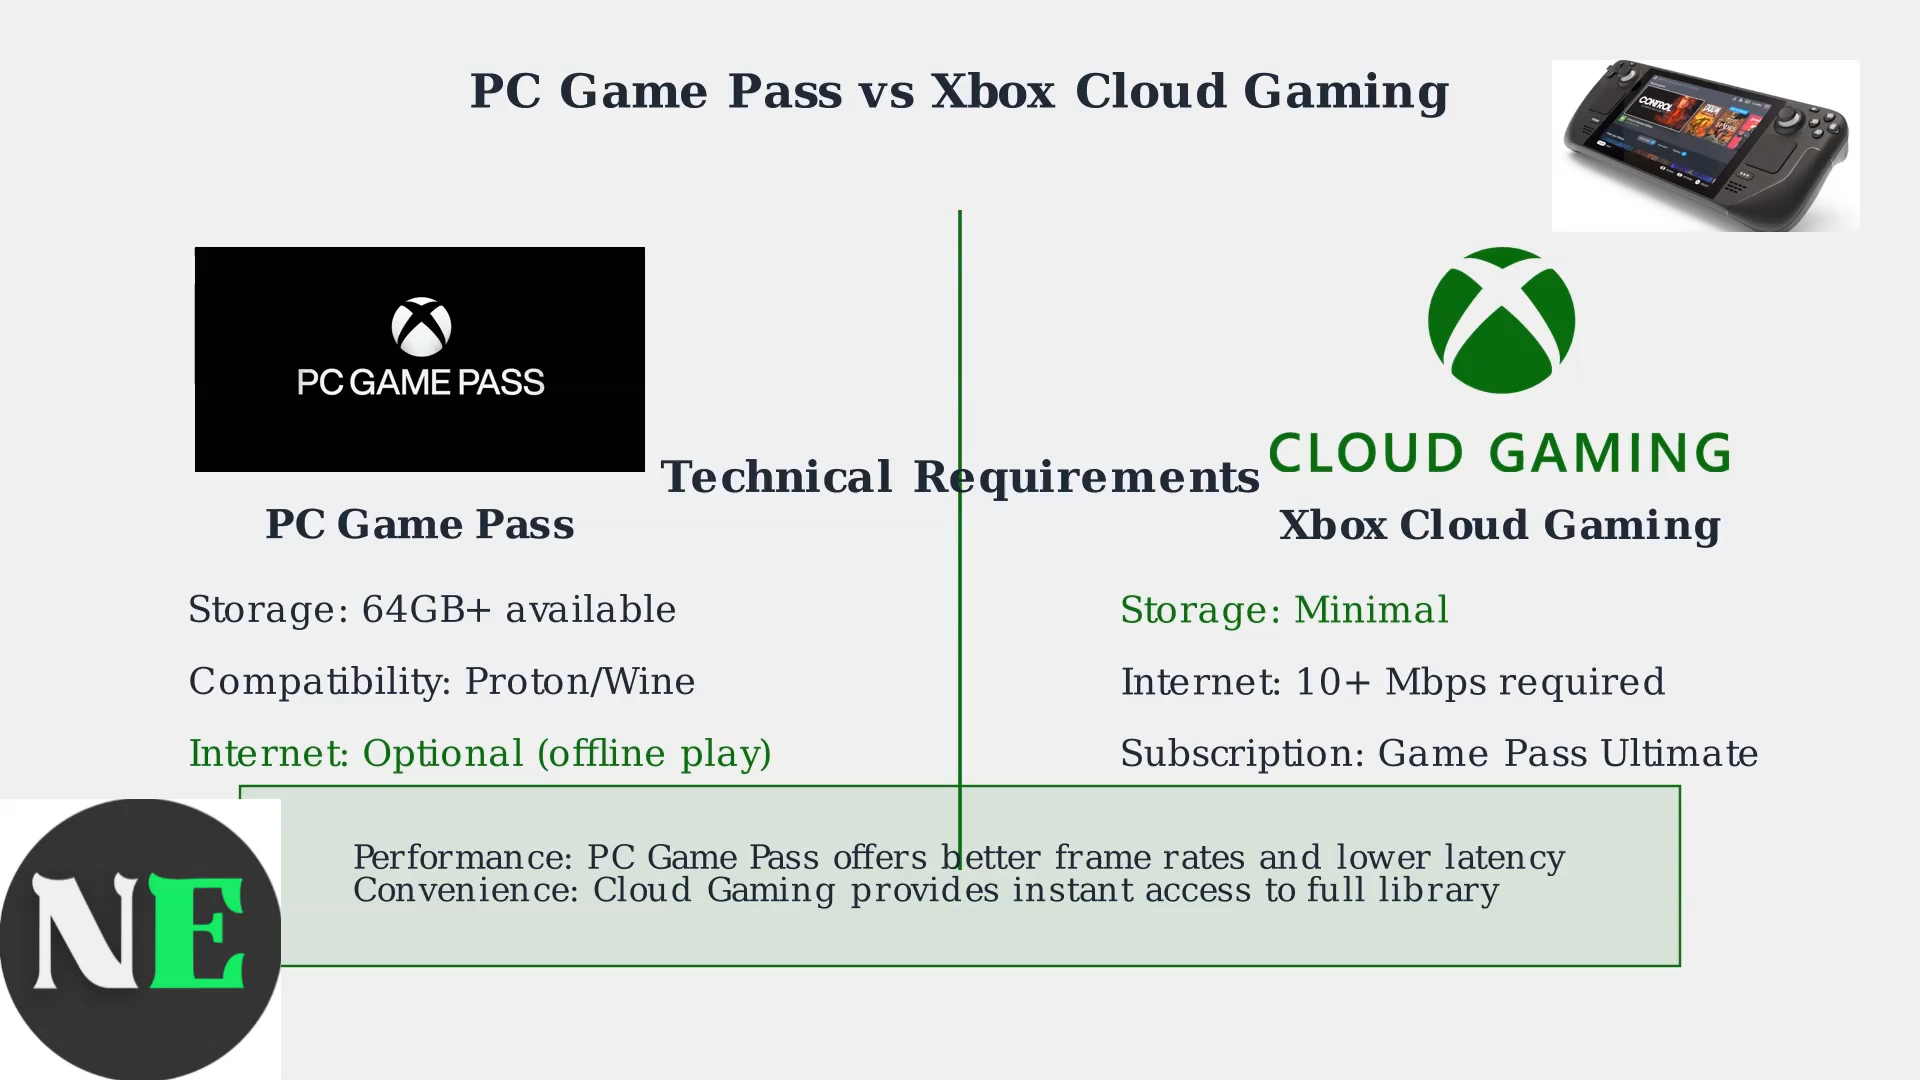 PC Game Pass vs Xbox Cloud Gaming
CONTROL
PC GAME PASS
CLOUD GAMING
Technical Requirements
PC Game Pass
Xbox Cloud Gaming
Storage: 64GB+ available
Compatibility: Proton/Wine
Internet: Optional (offline play)
Storage: Minimal
Internet: 10+ Mbps required
Subscription: Game Pass Ultimate
Performance: PC Game Pass offers better frame rates and lower latency
Convenience: Cloud Gaming provides instant access to full library
NE